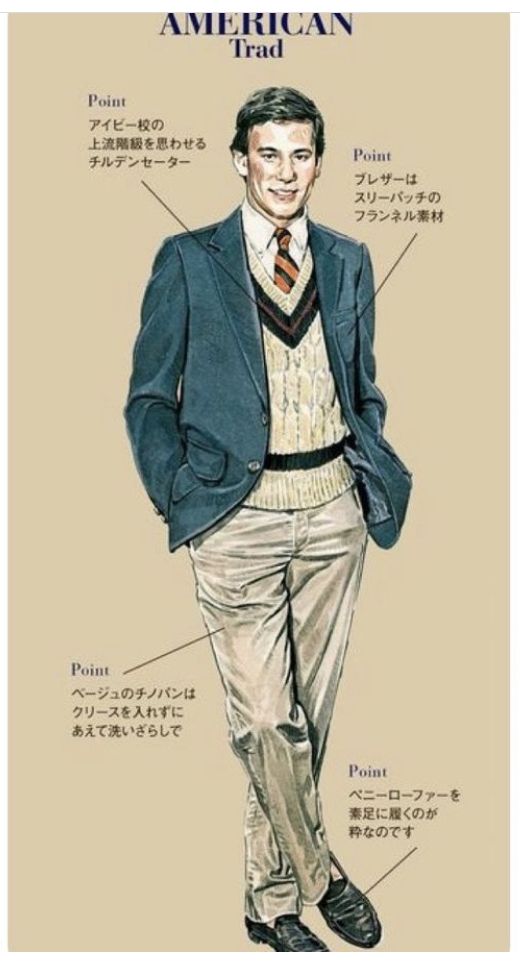 AMERICAN
Trad
Point
アイビー校の
上流階級を思わせる
チルデンセーター
Point
ブレザーは
スリーパッチの
フランネル素材
Point
ベージュのチノパンは
クリースを入れずに
あえて洗いざらしで
Point
ペニーローファーを
素足に履くのが
粋なのです